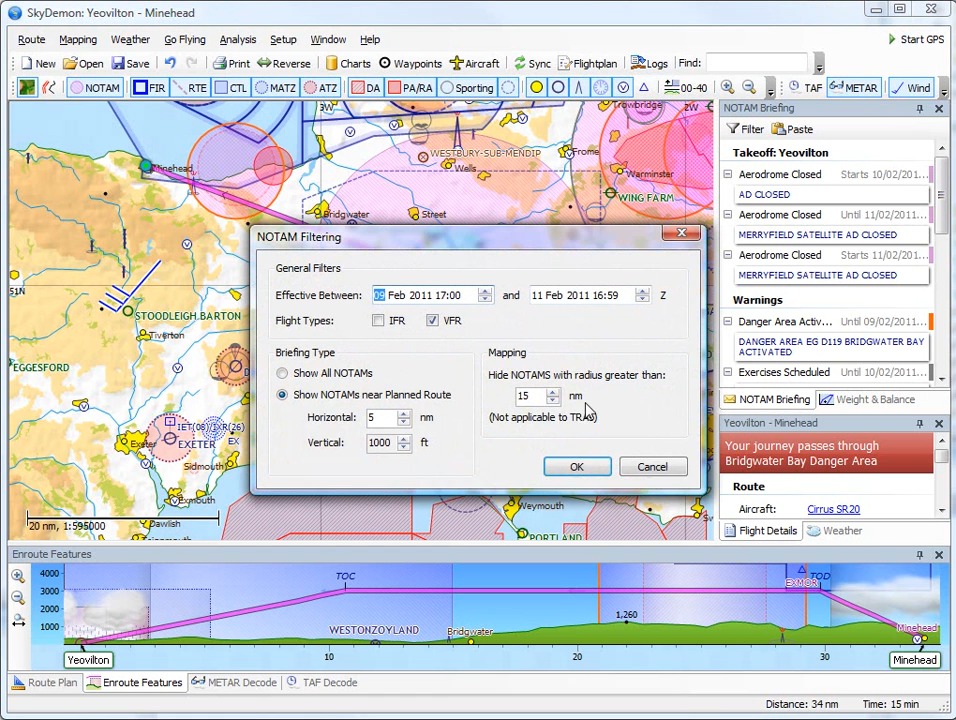 SkyDemon: Yeovilton - Minehead
Route Mapping Weather Go Flying Analysis Setup Window Help
Start GPS
New Open Save Print Reverse Charts Waypoints Aircraft Sync Flightplan Logs Find:
NOTAM FIR RTE CTL MATZ ATZ DA PA/RA Sporting 00-40 TAF METAR Wind
3W
2W
Trowbridge
Minehead
WESTBURY-SUB-MENDIP
Wells
Frome
Warminster
WING FARM
Bridgwater
Street
51N
STOODLEIGH BARTON
Tiverton
EGGESFORD
IET(08)/IXR(26)
EX
Exeter
EXETER
Sidmouth
Exmouth
Dawlish
Weymouth
PORTLAND
20 nm, 1:595000
NOTAM Filtering
General Filters
Effective Between: 09 Feb 2011 17:00 and 11 Feb 2011 16:59 Z
Flight Types: IFR VFR
Briefing Type
Show All NOTAMs
Show NOTAMs near Planned Route
Horizontal: 5 nm
Vertical: 1000 ft
Mapping
Hide NOTAMS with radius greater than:
15 nm
(Not applicable to TRAs)
OK Cancel
NOTAM Briefing
Filter Paste
Takeoff: Yeovilton
Aerodrome Closed Starts 10/02/201...
AD CLOSED
Aerodrome Closed Until 11/02/2011...
MERRYFIELD SATELLITE AD CLOSED
Aerodrome Closed Starts 11/02/201...
MERRYFIELD SATELLITE AD CLOSED
Warnings
Danger Area Activ... Until 09/02/2011...
DANGER AREA EG D119 BRIDGWATER BAY
ACTIVATED
Exercises Scheduled Until 10/02/2011...
NOTAM Briefing Weight & Balance
Yeovilton - Minehead
Your journey passes through
Bridgwater Bay Danger Area
Route
Aircraft: Cirrus SR20
Flight Details Weather
Enroute Features
4000
3000
2000
1000
TOC
EXMOR
TOD
1,260
WESTONZOYLAND
Bridgwater
Minehead
Yeovilton
10
20
30
Minehead
Route Plan Enroute Features METAR Decode TAF Decode
Distance: 34 nm Time: 15 min